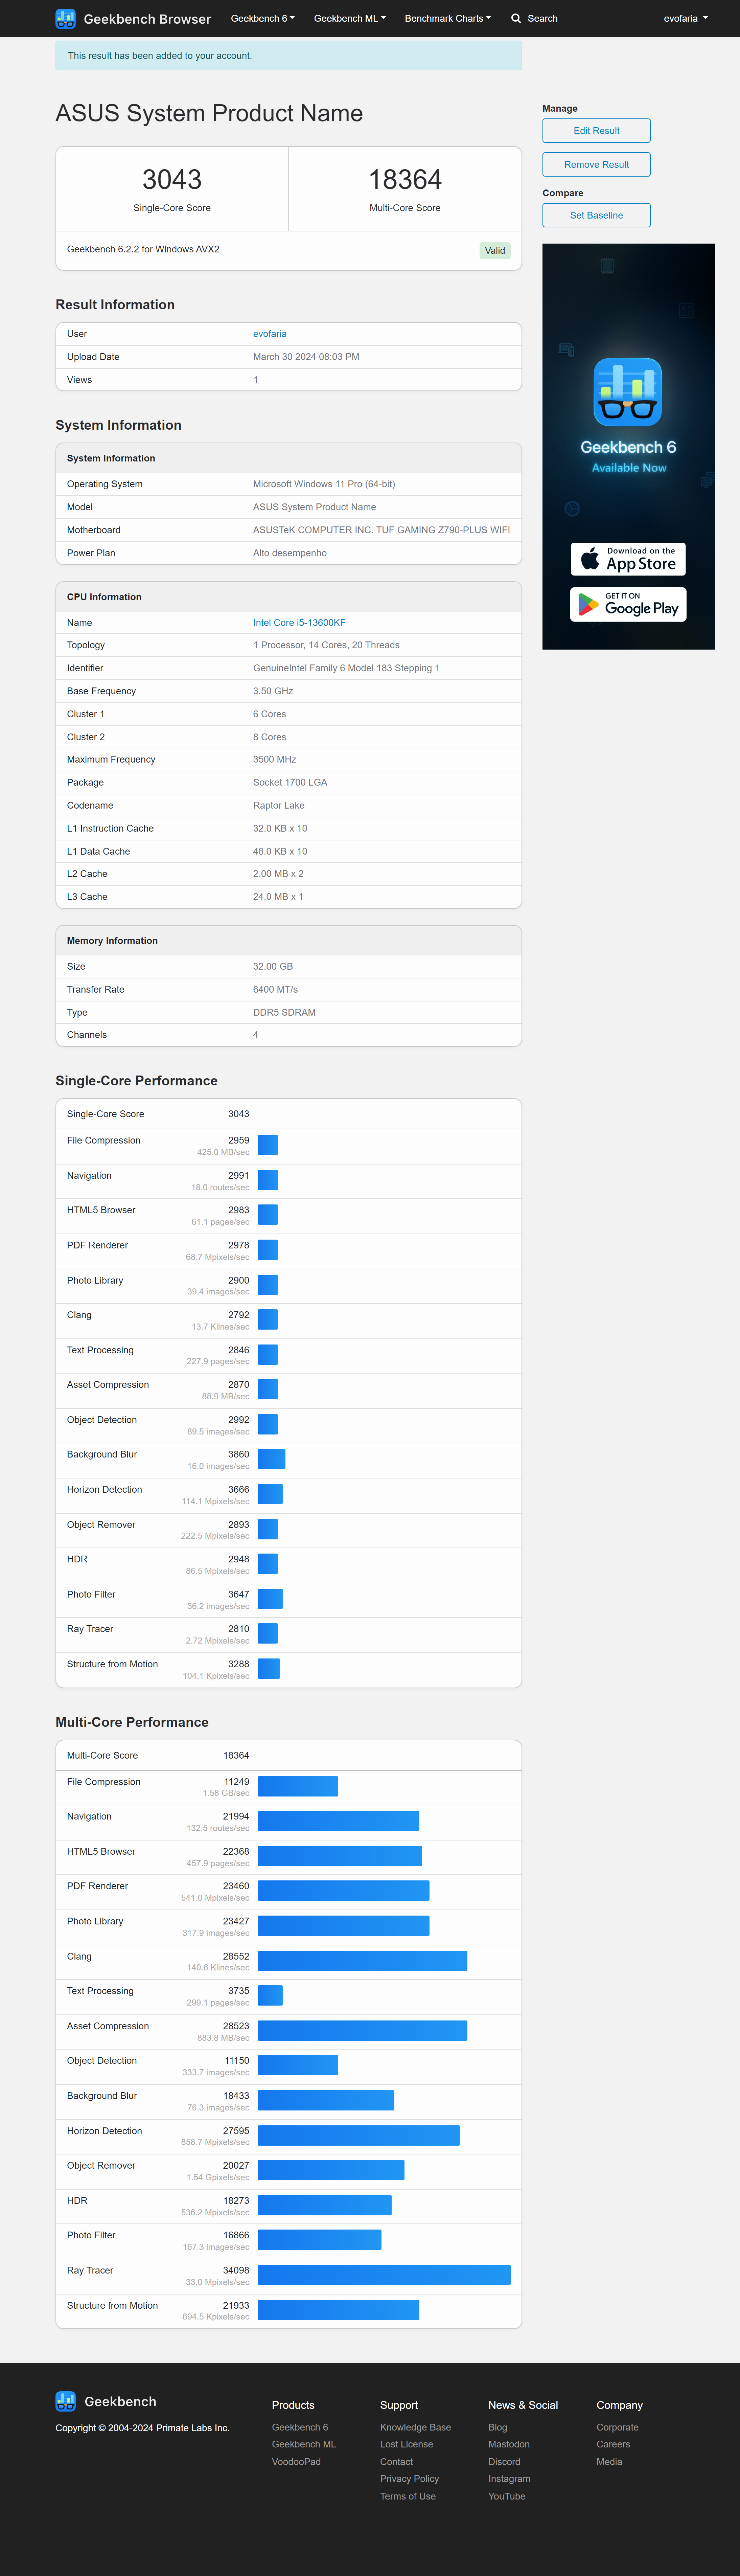 Geekbench Browser
Geekbench 6
Geekbench ML
Benchmark Charts
Search
evofaria
This result has been added to your account.
ASUS System Product Name
3043
Single-Core Score
18364
Multi-Core Score
Geekbench 6.2.2 for Windows AVX2
Valid
Manage
Edit Result
Remove Result
Compare
Set Baseline
Geekbench 6
Available Now
Download on the
App Store
GET IT ON
Google Play
Result Information
User evofaria
Upload Date March 30 2024 08:03 PM
Views 1
System Information
System Information
Operating System Microsoft Windows 11 Pro (64-bit)
Model ASUS System Product Name
Motherboard ASUSTeK COMPUTER INC. TUF GAMING Z790-PLUS WIFI
Power Plan Alto desempenho
CPU Information
Name Intel Core i5-13600KF
Topology 1 Processor, 14 Cores, 20 Threads
Identifier GenuineIntel Family 6 Model 183 Stepping 1
Base Frequency 3.50 GHz
Cluster 1 6 Cores
Cluster 2 8 Cores
Maximum Frequency 3500 MHz
Package Socket 1700 LGA
Codename Raptor Lake
L1 Instruction Cache 32.0 KB x 10
L1 Data Cache 48.0 KB x 10
L2 Cache 2.00 MB x 2
L3 Cache 24.0 MB x 1
Memory Information
Size 32.00 GB
Transfer Rate 6400 MT/s
Type DDR5 SDRAM
Channels 4
Single-Core Performance
Single-Core Score 3043
File Compression 2959
425.0 MB/sec
Navigation 2991
18.0 routes/sec
HTML5 Browser 2983
61.1 pages/sec
PDF Renderer 2978
68.7 Mpixels/sec
Photo Library 2900
39.4 images/sec
Clang 2792
13.7 Klines/sec
Text Processing 2846
227.9 pages/sec
Asset Compression 2870
88.9 MB/sec
Object Detection 2992
89.5 images/sec
Background Blur 3860
16.0 images/sec
Horizon Detection 3666
114.1 Mpixels/sec
Object Remover 2893
222.5 Mpixels/sec
HDR 2948
86.5 Mpixels/sec
Photo Filter 3647
36.2 images/sec
Ray Tracer 2810
2.72 Mpixels/sec
Structure from Motion 3288
104.1 Kpixels/sec
Multi-Core Performance
Multi-Core Score 18364
File Compression 11249
1.58 GB/sec
Navigation 21994
132.5 routes/sec
HTML5 Browser 22368
457.9 pages/sec
PDF Renderer 23460
541.0 Mpixels/sec
Photo Library 23427
317.9 images/sec
Clang 28552
140.6 Klines/sec
Text Processing 3735
299.1 pages/sec
Asset Compression 28523
883.8 MB/sec
Object Detection 11150
333.7 images/sec
Background Blur 18433
76.3 images/sec
Horizon Detection 27595
858.7 Mpixels/sec
Object Remover 20027
1.54 Gpixels/sec
HDR 18273
536.2 Mpixels/sec
Photo Filter 16866
167.3 images/sec
Ray Tracer 34098
33.0 Mpixels/sec
Structure from Motion 21933
694.5 Kpixels/sec
Geekbench
Copyright © 2004-2024 Primate Labs Inc.
Products
Geekbench 6
Geekbench ML
VoodooPad
Support
Knowledge Base
Lost License
Contact
Privacy Policy
Terms of Use
News & Social
Blog
Mastodon
Discord
Instagram
YouTube
Company
Corporate
Careers
Media